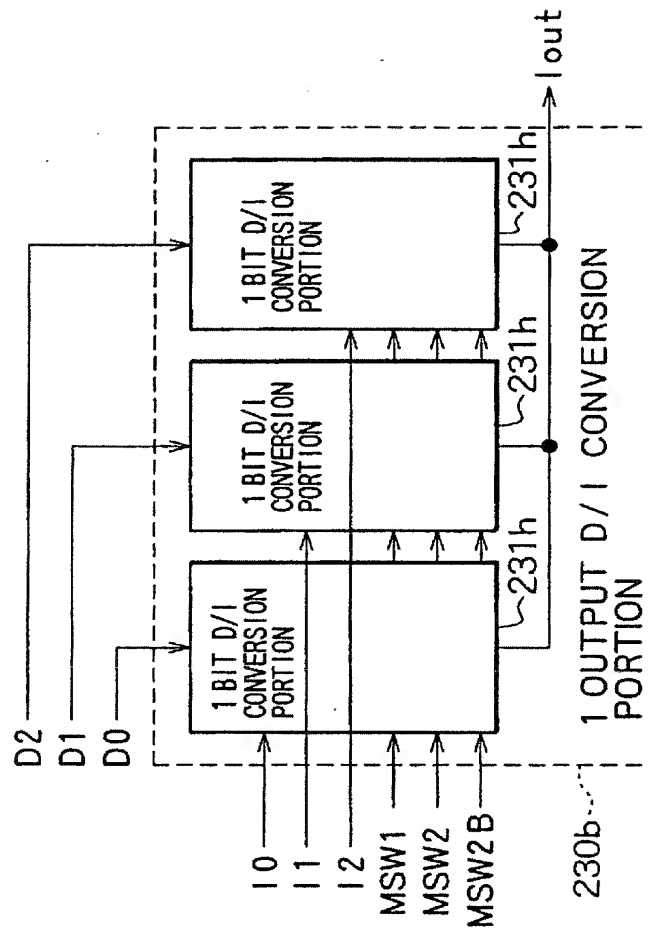 D2
D1
D0
1 BIT D/I
CONVERSION
PORTION
1 BIT D/I
CONVERSION
PORTION
1 BIT D/I
CONVERSION
PORTION
I0
I1
I2
MSW1
MSW2
MSW2B
231h
231h
231h
Iout
230b
1 OUTPUT D/I CONVERSION
PORTION